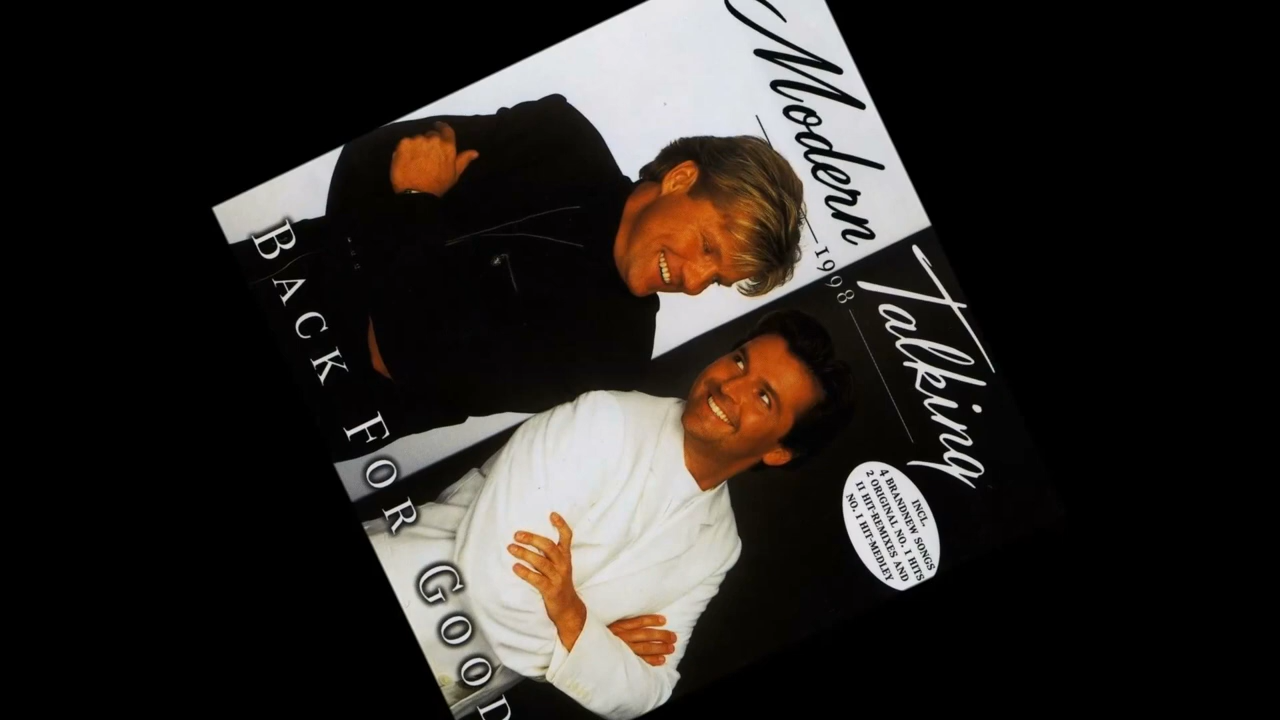 Modern
Talking
1998
INCL.
4 BRANDNEW SONGS
2 ORIGINAL NO. 1 HITS
11 HIT-REMIXES AND
NO. 1 HIT-MEDLEY
BACK FOR GOOD